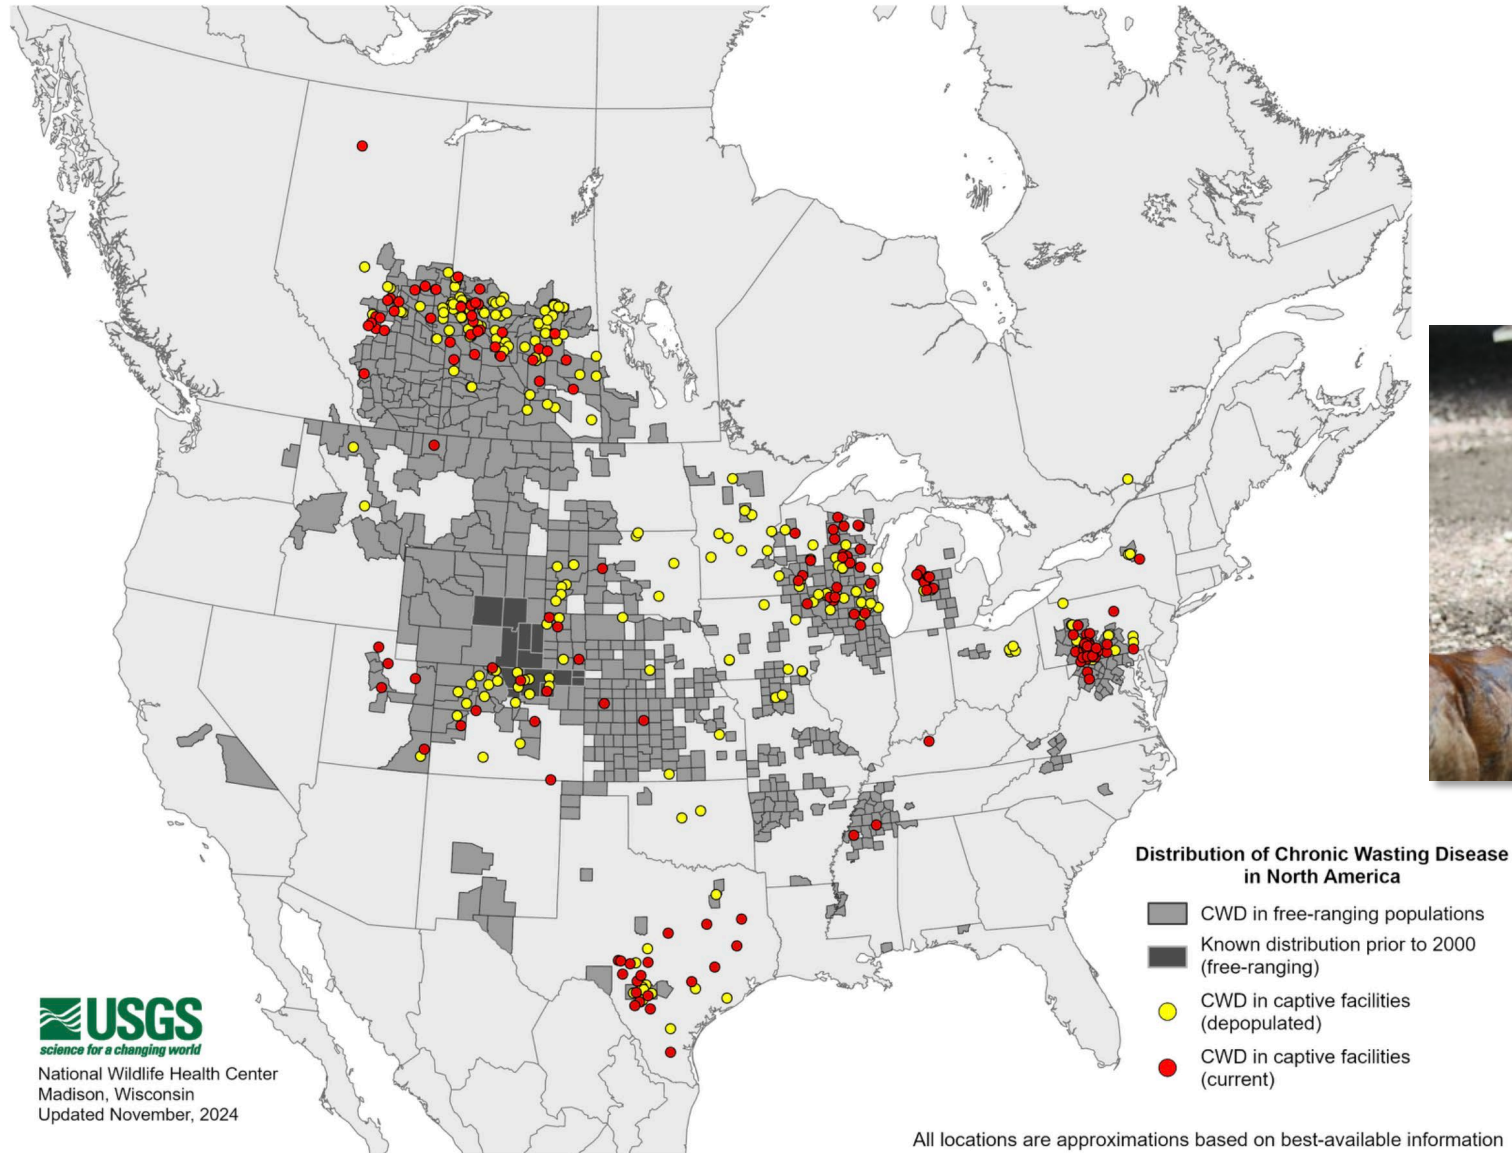 Distribution of Chronic Wasting Disease
in North America
CWD in free-ranging populations
Known distribution prior to 2000
(free-ranging)
CWD in captive facilities
(depopulated)
CWD in captive facilities
(current)
USGS
science for a changing world
National Wildlife Health Center
Madison, Wisconsin
Updated November, 2024
All locations are approximations based on best-available information